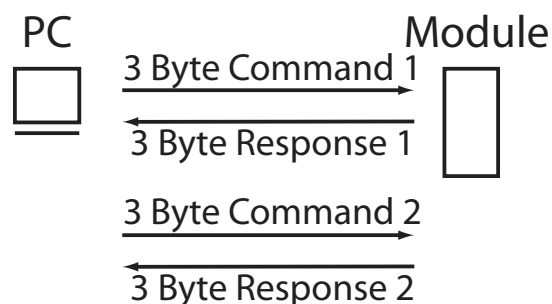 PC
Module
3 Byte Command 1
3 Byte Response 1
3 Byte Command 2
3 Byte Response 2